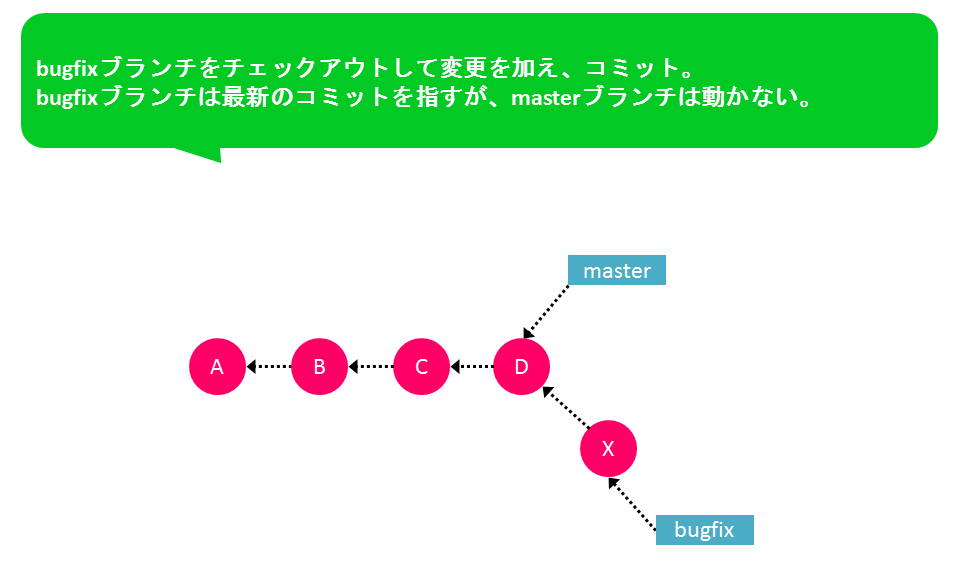 bugfixブランチをチェックアウトして変更を加え、コミット。
bugfixブランチは最新のコミットを指すが、masterブランチは動かない。
master
A
B
C
D
X
bugfix